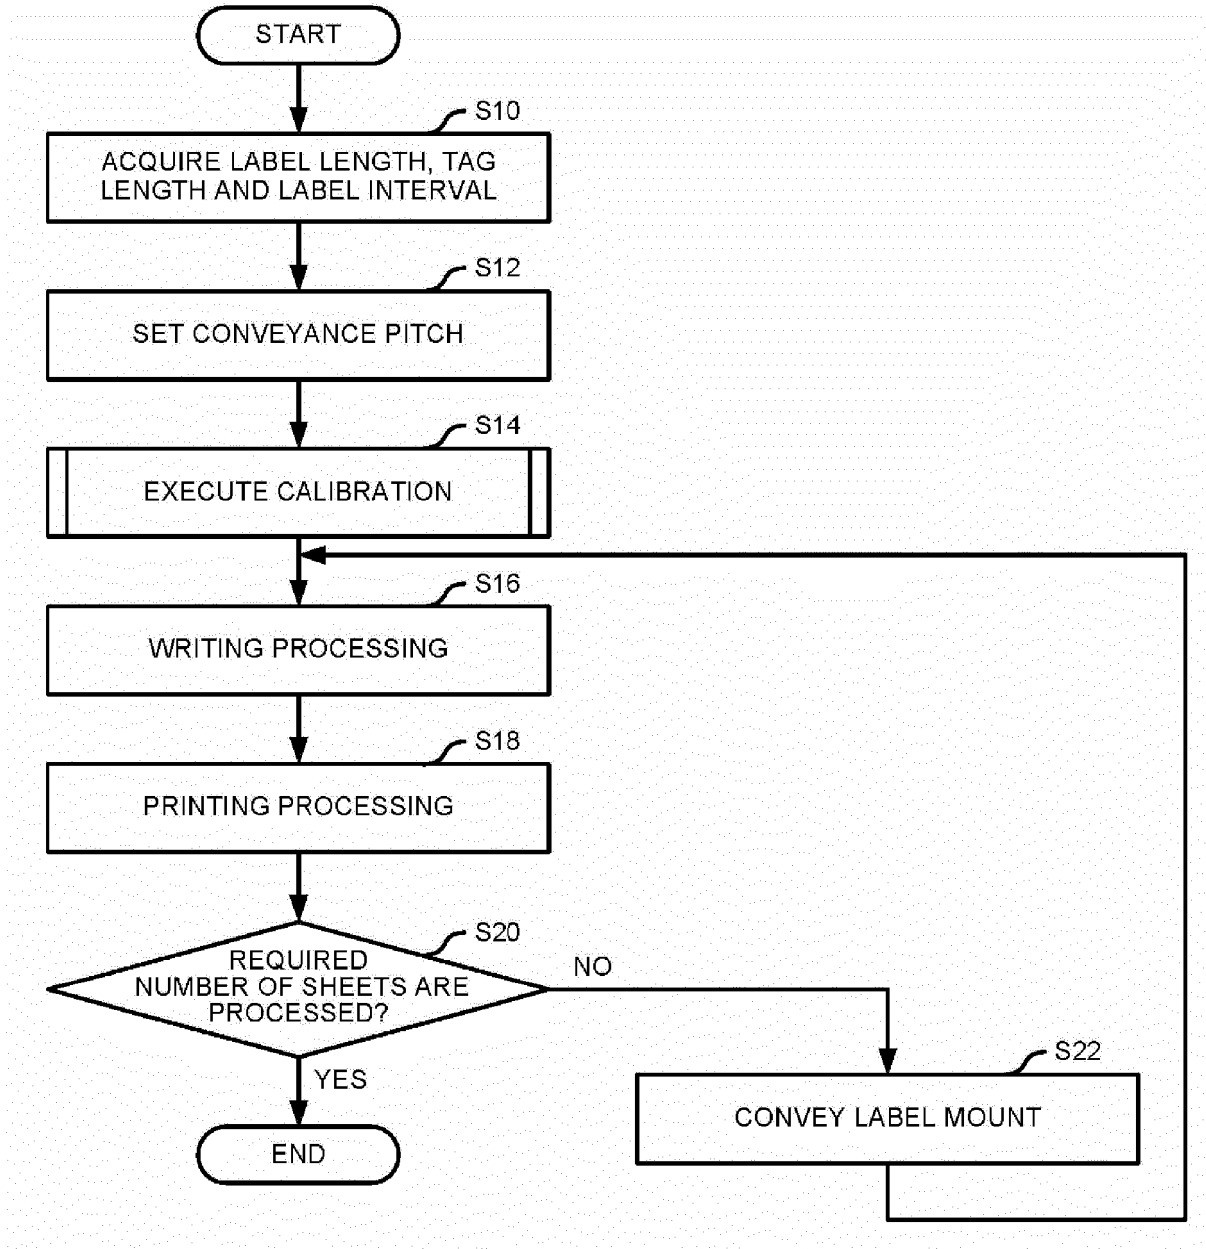 START
S10
ACQUIRE LABEL LENGTH, TAG
LENGTH AND LABEL INTERVAL
S12
SET CONVEYANCE PITCH
S14
EXECUTE CALIBRATION
S16
WRITING PROCESSING
S18
PRINTING PROCESSING
S20
REQUIRED
NUMBER OF SHEETS ARE
PROCESSED?
NO
YES
S22
CONVEY LABEL MOUNT
END